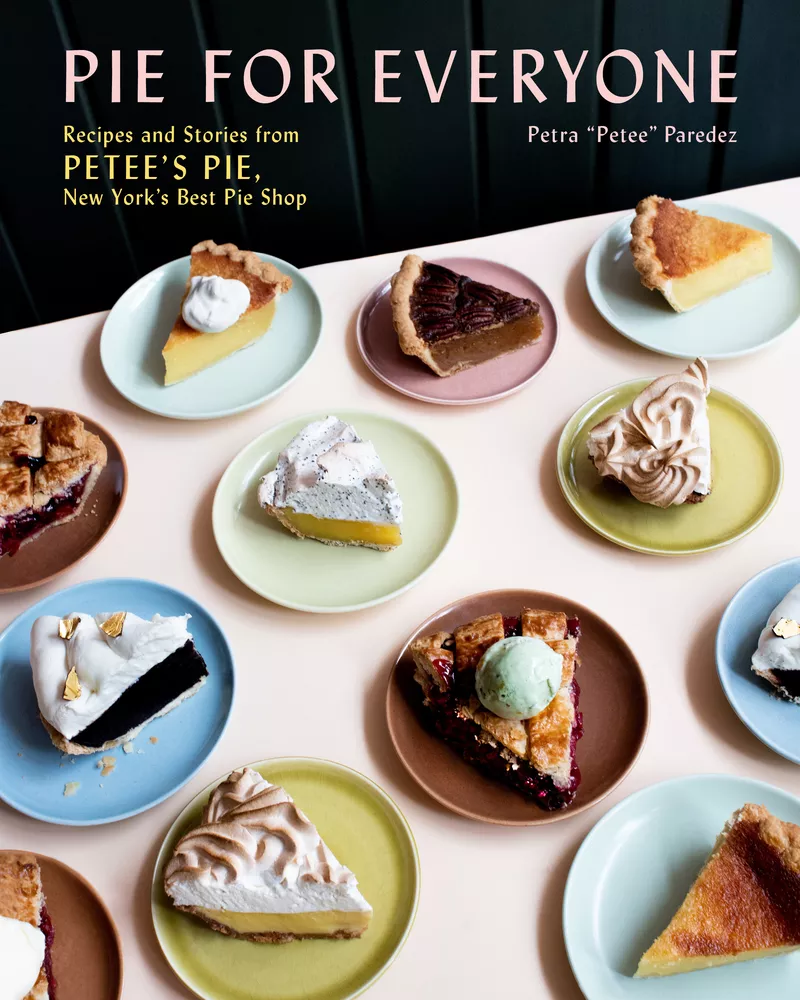 PIE FOR EVERYONE
Recipes and Stories from
PETEE'S PIE,
New York's Best Pie Shop
Petra “Petee” Paredez